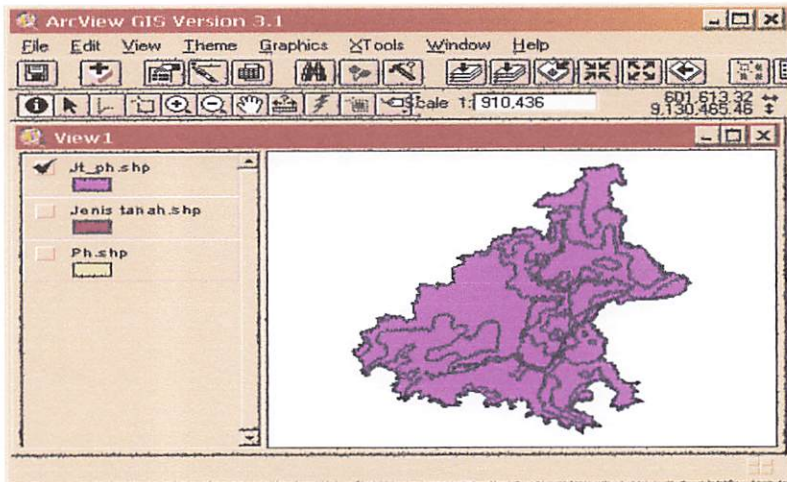 ArcView GIS Version 3.1
File Edit View Theme Graphics XTools Window Help
Scale 1: 910,436
601,613.32
9,130,465.46
View1
Jt_ph.shp
Jenis tanah.shp
Ph.shp